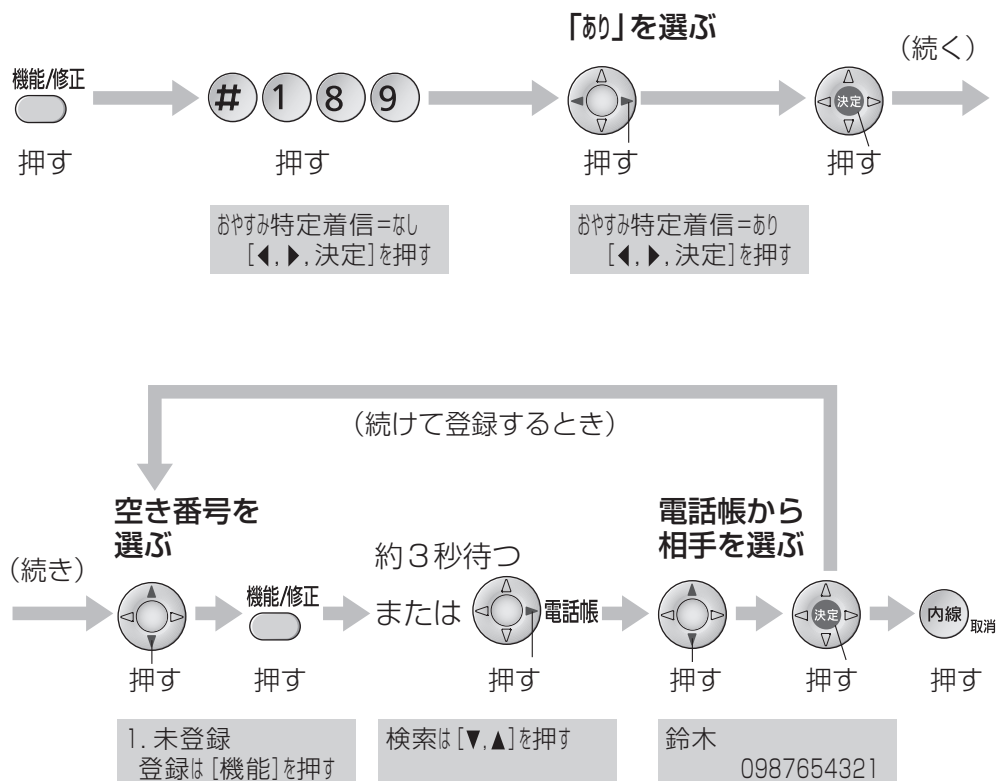 「あり」を選ぶ
(続く)
機能/修正
# 1 8 9
決定
押す 押す 押す 押す
おやすみ特定着信=なし
[◀,▶,決定]を押す
おやすみ特定着信=あり
[◀,▶,決定]を押す
(続けて登録するとき)
空き番号を
選ぶ
電話帳から
相手を選ぶ
(続き)
機能/修正
約3秒待つ
または
電話帳
決定
内線
取消
押す 押す 押す 押す 押す 押す
1.未登録
登録は[機能]を押す
検索は[▼,▲]を押す
鈴木
0987654321